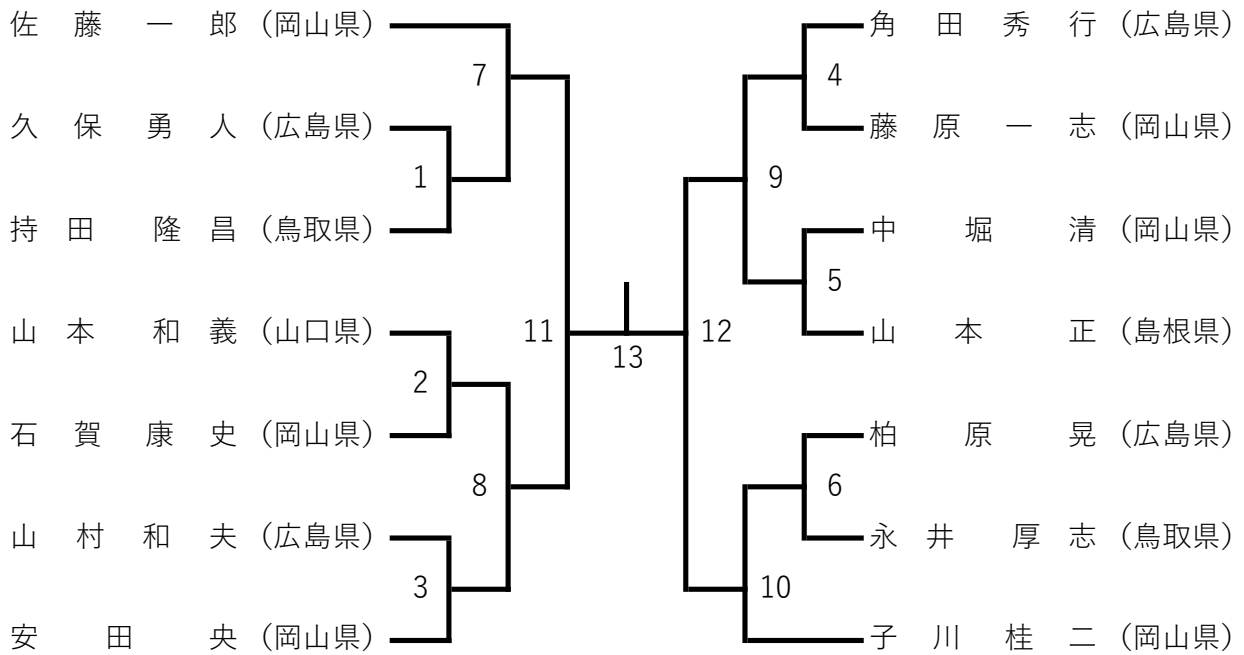 佐藤一郎(岡山県)
7
久保勇人(広島県)
1
持田隆昌(鳥取県)
山本和義(山口県)
11
2
石賀康史(岡山県)
8
山村和夫(広島県)
3
安田央(岡山県)
13
角田秀行(広島県)
4
藤原一志(岡山県)
9
中堀清(岡山県)
5
12
山本正(島根県)
柏原晃(広島県)
6
永井厚志(鳥取県)
10
子川桂二(岡山県)